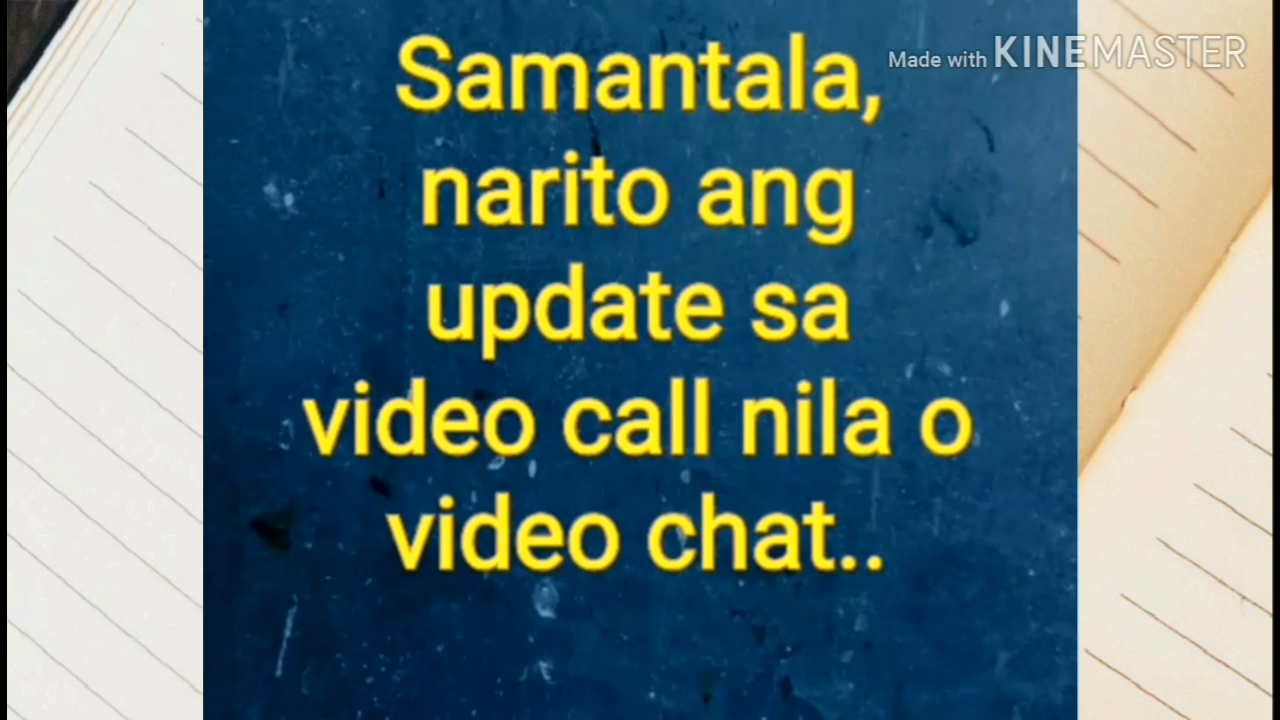 Made with KINEMASTER
Samantala,
narito ang
update sa
video call nila o
video chat..